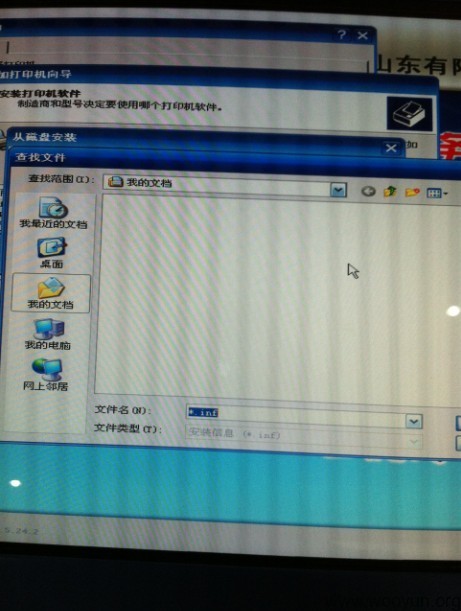 山东有限
加打印机向导
安装打印机软件
制造商和型号决定要使用哪个打印机软件。
从磁盘安装
查找文件
查找范围(I):
我的文档
我最近的文档
桌面
我的文档
我的电脑
网上邻居
文件名(N):
*.inf
文件类型(T):
安装信息 (*.inf)
5.24.2